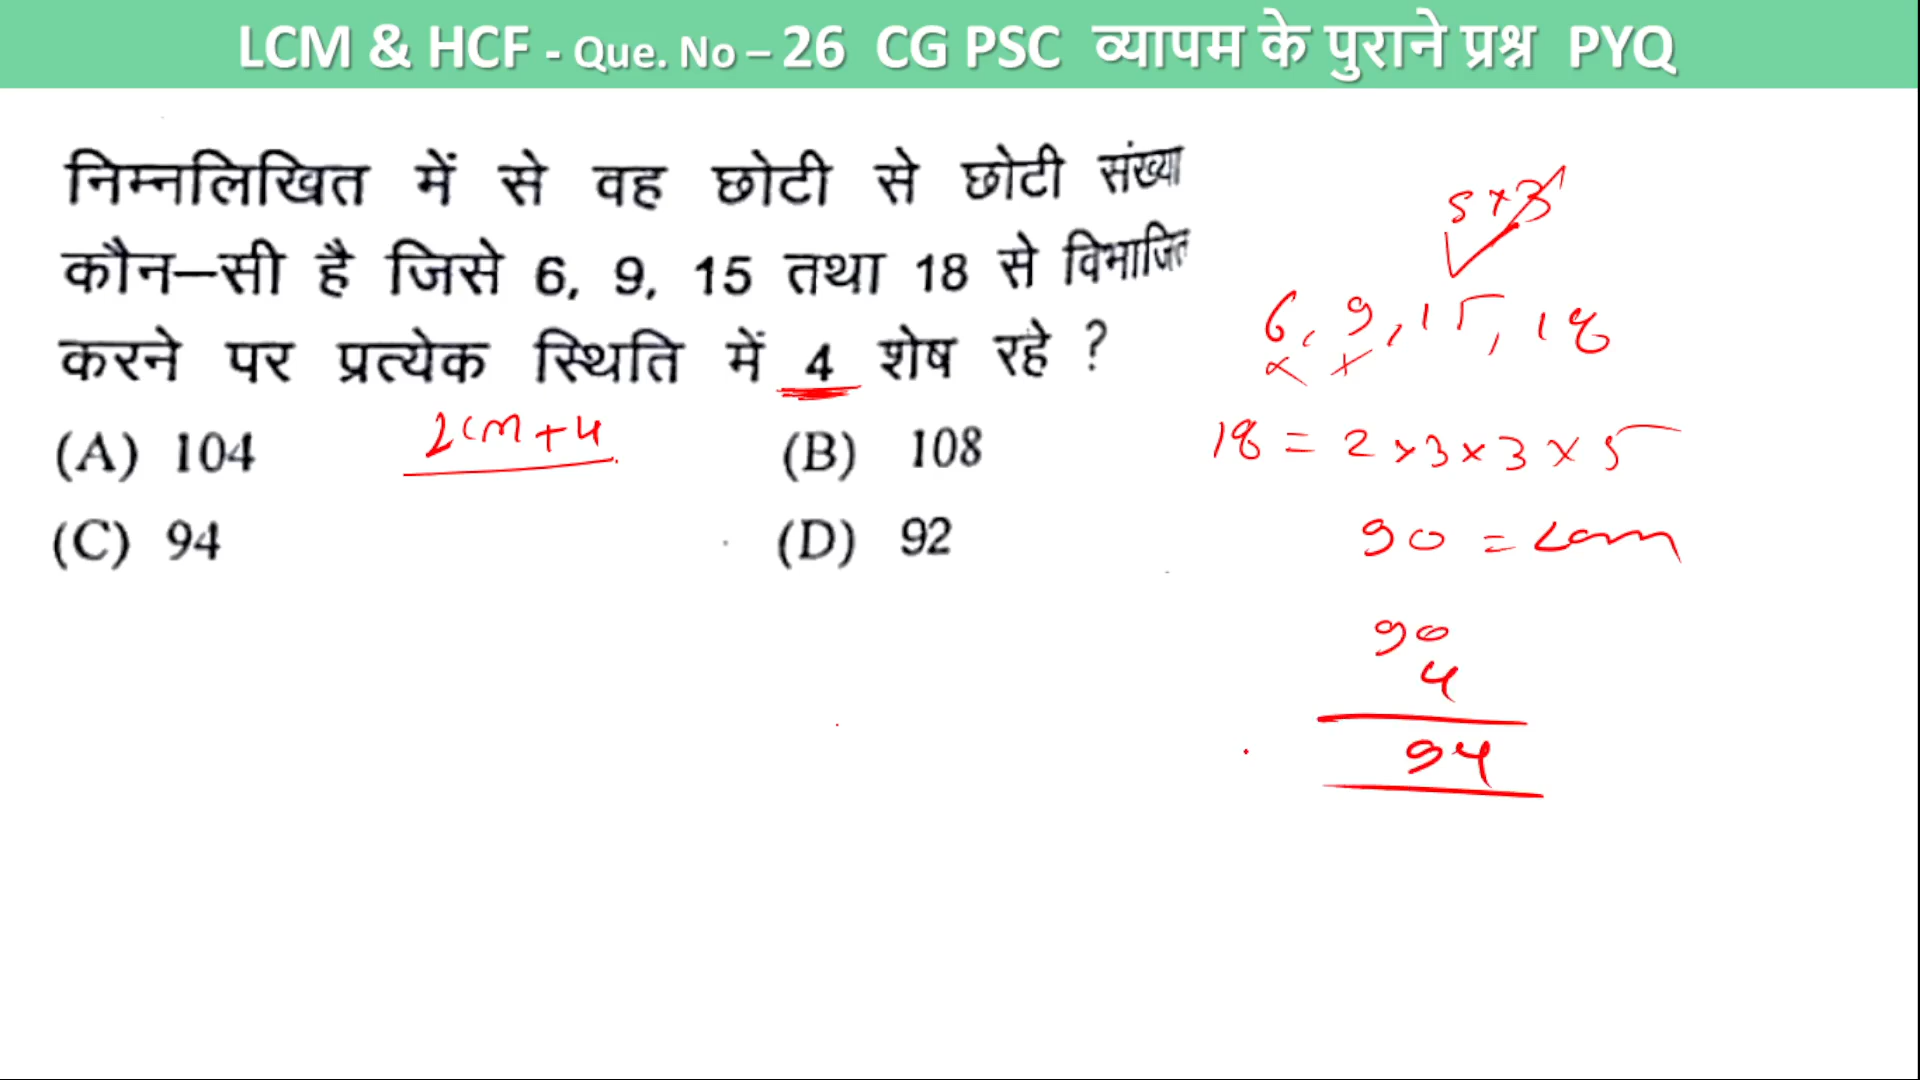 LCM & HCF - Que. No – 26 CG PSC व्यापम के पुराने प्रश्न PYQ
निम्नलिखित में से वह छोटी से छोटी संख्या
कौन–सी है जिसे 6, 9, 15 तथा 18 से विभाजित
करने पर प्रत्येक स्थिति में 4 शेष रहे ?
(A) 104 (B) 108
(C) 94 (D) 92
LCM + 4
5 × 3
6, 9, 15, 18
18 = 2 × 3 × 3 × 5
90 = LCM
90
4
94